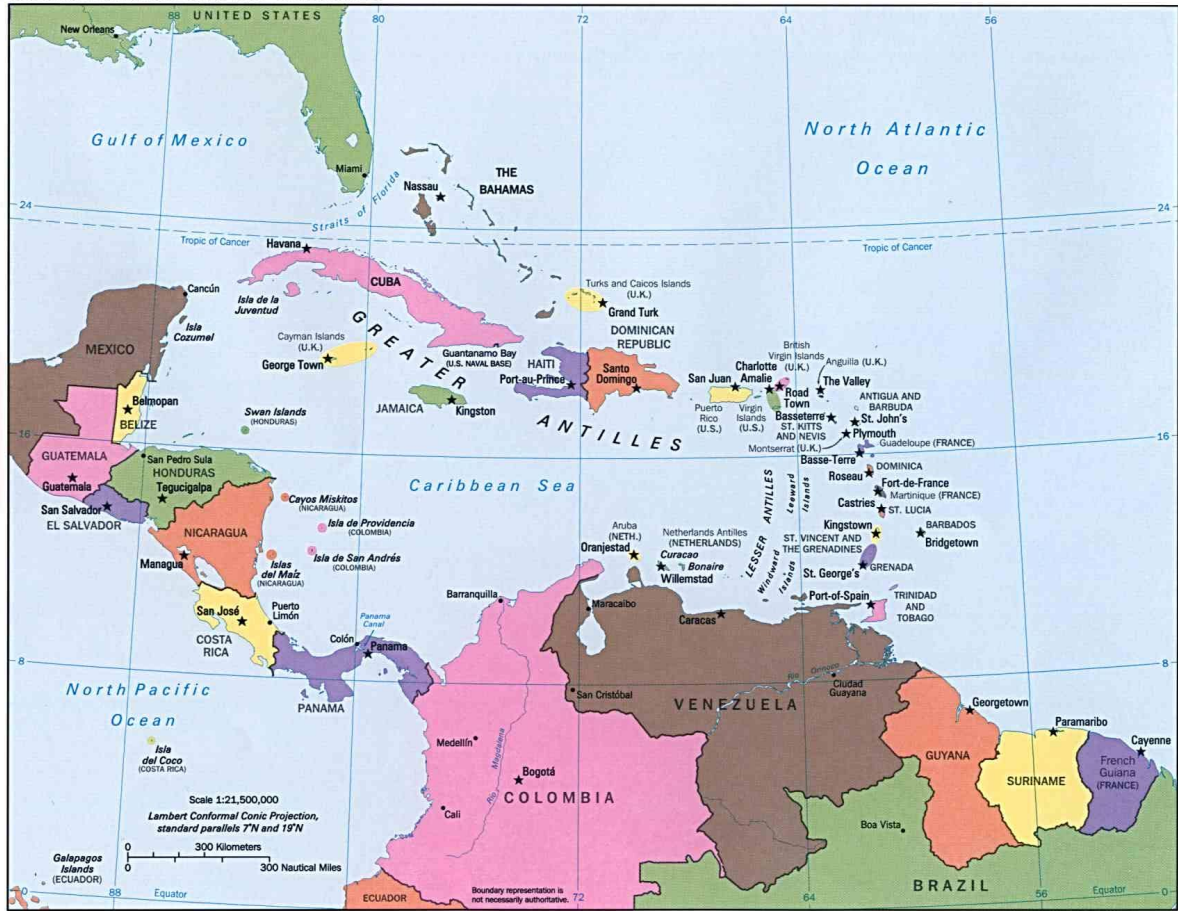 88
UNITED STATES
80
72
64
56
New Orleans
Gulf of Mexico
North Atlantic
Ocean
Miami
THE
BAHAMAS
Nassau
Straits of Florida
24
24
Tropic of Cancer
Tropic of Cancer
Havana
CUBA
Cancún
Isla
Cozumel
Isla de la
Juventud
Turks and Caicos Islands
(U.K.)
Grand Turk
MEXICO
Cayman Islands
(U.K.)
George Town
GREATER
ANTILLES
Guantanamo Bay
(U.S. NAVAL BASE)
HAITI
Port-au-Prince
DOMINICAN
REPUBLIC
Santo
Domingo
JAMAICA
Kingston
San Juan
Puerto
Rico
(U.S.)
Charlotte
Amalie
Virgin
Islands
(U.S.)
British
Virgin Islands
(U.K.)
Road
Town
Anguilla (U.K.)
The Valley
Basseterre
ST. KITTS
AND NEVIS
ANTIGUA AND
BARBUDA
St. John's
Plymouth
Montserrat (U.K.)
Guadeloupe (FRANCE)
Basse-Terre
Belmopan
BELIZE
Swan Islands
(HONDURAS)
16
16
GUATEMALA
Guatemala
San Pedro Sula
HONDURAS
Tegucigalpa
San Salvador
EL SALVADOR
Caribbean Sea
Roseau
DOMINICA
Fort-de-France
Martinique (FRANCE)
Castries
ST. LUCIA
LESSER ANTILLES
Leeward
Islands
Windward
Islands
Kingstown
ST. VINCENT AND
THE GRENADINES
BARBADOS
Bridgetown
St. George's
GRENADA
NICARAGUA
Managua
Cayos Miskitos
(NICARAGUA)
Isla de Providencia
(COLOMBIA)
Isla de San Andrés
(COLOMBIA)
Islas
del Maíz
(NICARAGUA)
Aruba
(NETH.)
Oranjestad
Netherlands Antilles
(NETHERLANDS)
Curacao
Bonaire
Willemstad
Port-of-Spain
TRINIDAD
AND
TOBAGO
San José
COSTA
RICA
Puerto
Limón
Barranquilla
Maracaibo
Caracas
Panama
Canal
Colón
Panama
PANAMA
8
8
North Pacific
Ocean
San Cristóbal
VENEZUELA
Rio Orinoco
Ciudad
Guayana
Georgetown
Paramaribo
Cayenne
Isla
del Coco
(COSTA RICA)
Medellín
Rio Magdalena
Bogotá
COLOMBIA
Cali
GUYANA
SURINAME
French
Guiana
(FRANCE)
Boa Vista
Scale 1:21,500,000
Lambert Conformal Conic Projection,
standard parallels 7°N and 19°N
0 300 Kilometers
0 300 Nautical Miles
Galapagos
Islands
(ECUADOR)
0
88
Equator
ECUADOR
Boundary representation is
not necessarily authoritative.
72
64
BRAZIL
56
Equator
0